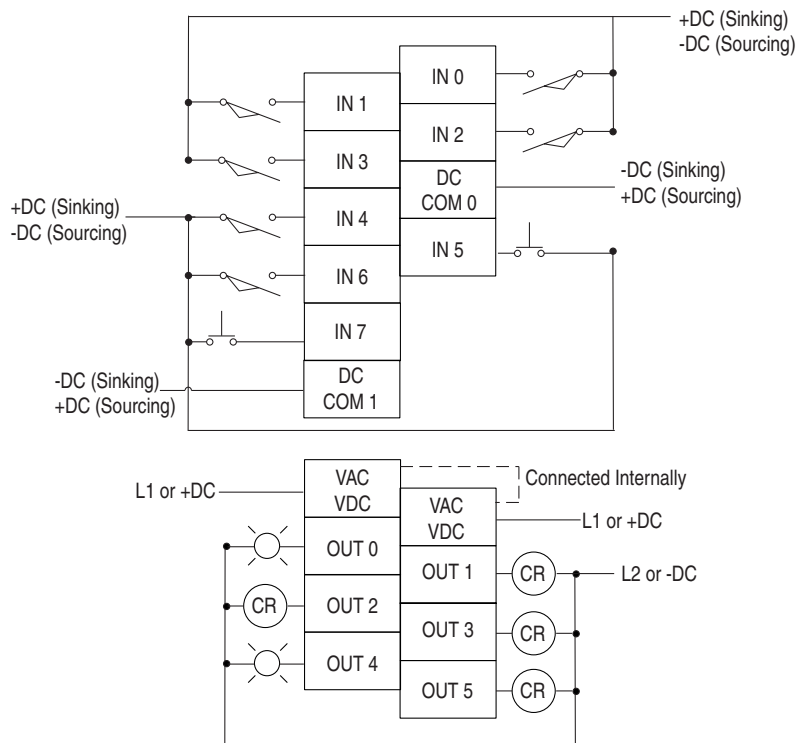 +DC (Sinking)
-DC (Sourcing)
IN 0
IN 1
IN 2
IN 3
DC
COM 0
-DC (Sinking)
+DC (Sourcing)
+DC (Sinking)
-DC (Sourcing)
IN 4
IN 5
IN 6
IN 7
-DC (Sinking)
+DC (Sourcing)
DC
COM 1
VAC
VDC
Connected Internally
L1 or +DC
VAC
VDC
L1 or +DC
OUT 0
OUT 1
CR
L2 or -DC
CR
OUT 2
OUT 3
CR
OUT 4
OUT 5
CR